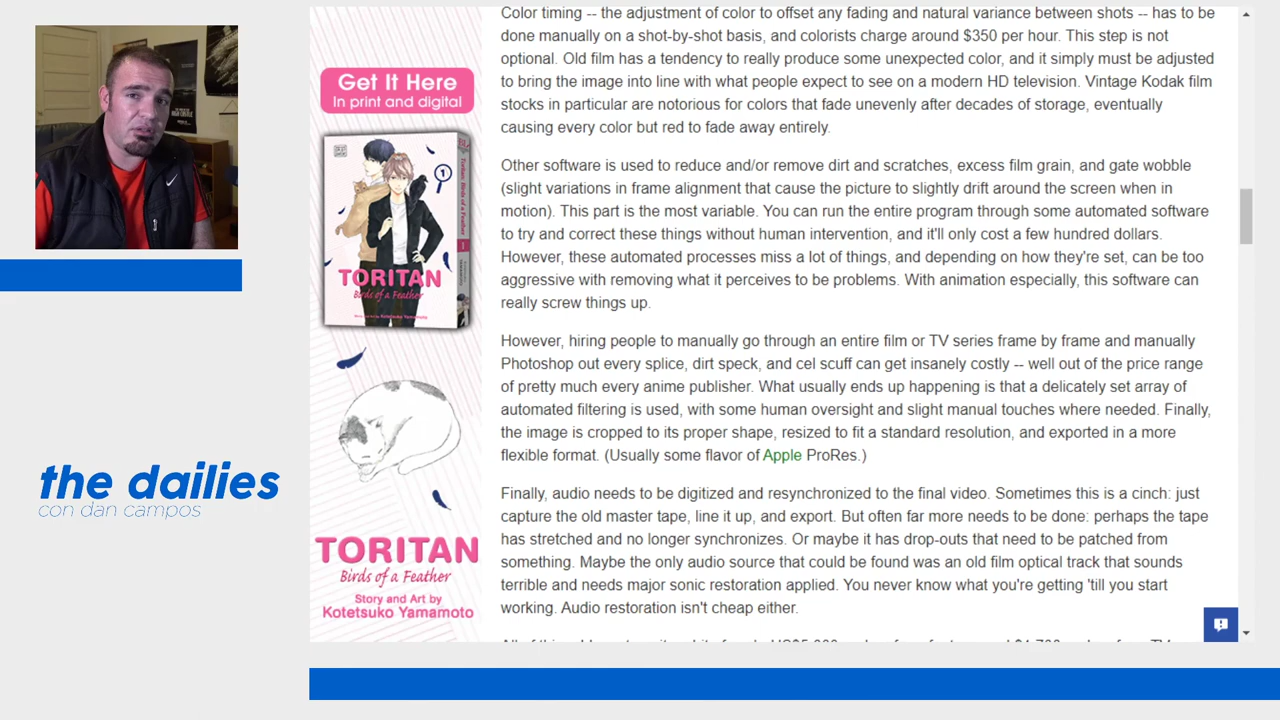 Color timing -- the adjustment of color to offset any fading and natural variance between shots -- has to be
done manually on a shot-by-shot basis, and colorists charge around $350 per hour. This step is not
optional. Old film has a tendency to really produce some unexpected color, and it simply must be adjusted
to bring the image into line with what people expect to see on a modern HD television. Vintage Kodak film
stocks in particular are notorious for colors that fade unevenly after decades of storage, eventually
causing every color but red to fade away entirely.
Other software is used to reduce and/or remove dirt and scratches, excess film grain, and gate wobble
(slight variations in frame alignment that cause the picture to slightly drift around the screen when in
motion). This part is the most variable. You can run the entire program through some automated software
to try and correct these things without human intervention, and it'll only cost a few hundred dollars.
However, these automated processes miss a lot of things, and depending on how they're set, can be too
aggressive with removing what it perceives to be problems. With animation especially, this software can
really screw things up.
However, hiring people to manually go through an entire film or TV series frame by frame and manually
Photoshop out every splice, dirt speck, and cel scuff can get insanely costly -- well out of the price range
of pretty much every anime publisher. What usually ends up happening is that a delicately set array of
automated filtering is used, with some human oversight and slight manual touches where needed. Finally,
the image is cropped to its proper shape, resized to fit a standard resolution, and exported in a more
flexible format. (Usually some flavor of Apple ProRes.)
Finally, audio needs to be digitized and resynchronized to the final video. Sometimes this is a cinch: just
capture the old master tape, line it up, and export. But often far more needs to be done: perhaps the tape
has stretched and no longer synchronizes. Or maybe it has drop-outs that need to be patched from
something. Maybe the only audio source that could be found was an old film optical track that sounds
terrible and needs major sonic restoration applied. You never know what you're getting 'till you start
working. Audio restoration isn't cheap either.
Get It Here
In print and digital
1
TORITAN
Birds of a Feather
TORITAN
Birds of a Feather
Story and Art by
Kotetsuko Yamamoto
the dailies
con dan campos